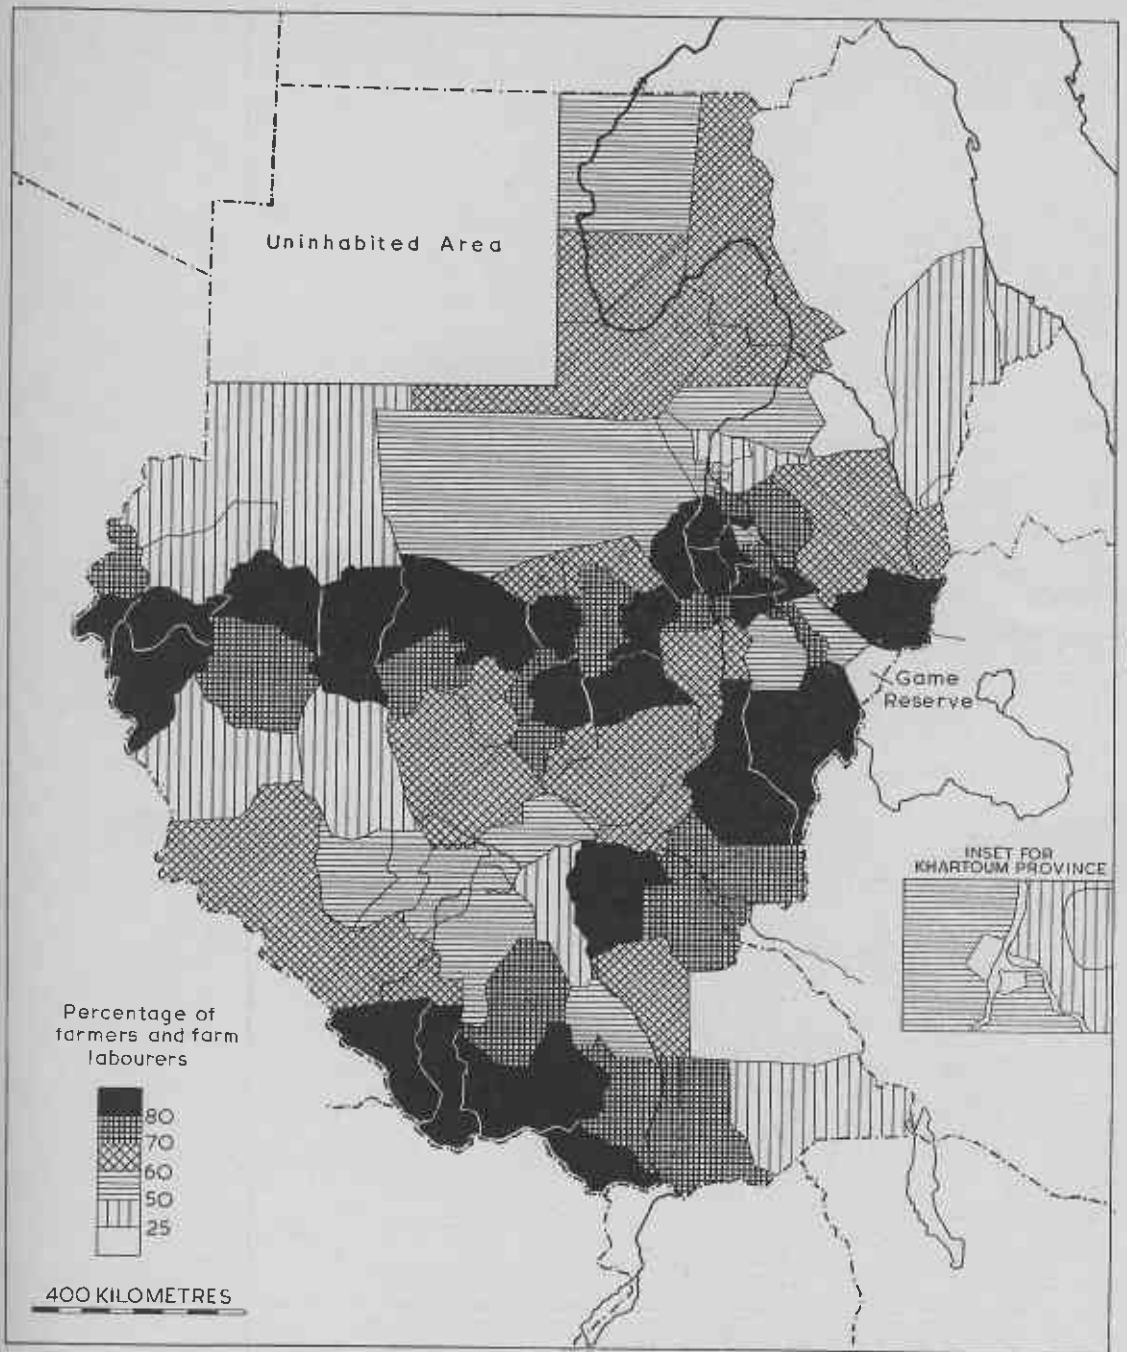 Uninhabited Area
Game
Reserve
INSET FOR
KHARTOUM PROVINCE
Percentage of
farmers and farm
labourers
80
70
60
50
25
400 KILOMETRES